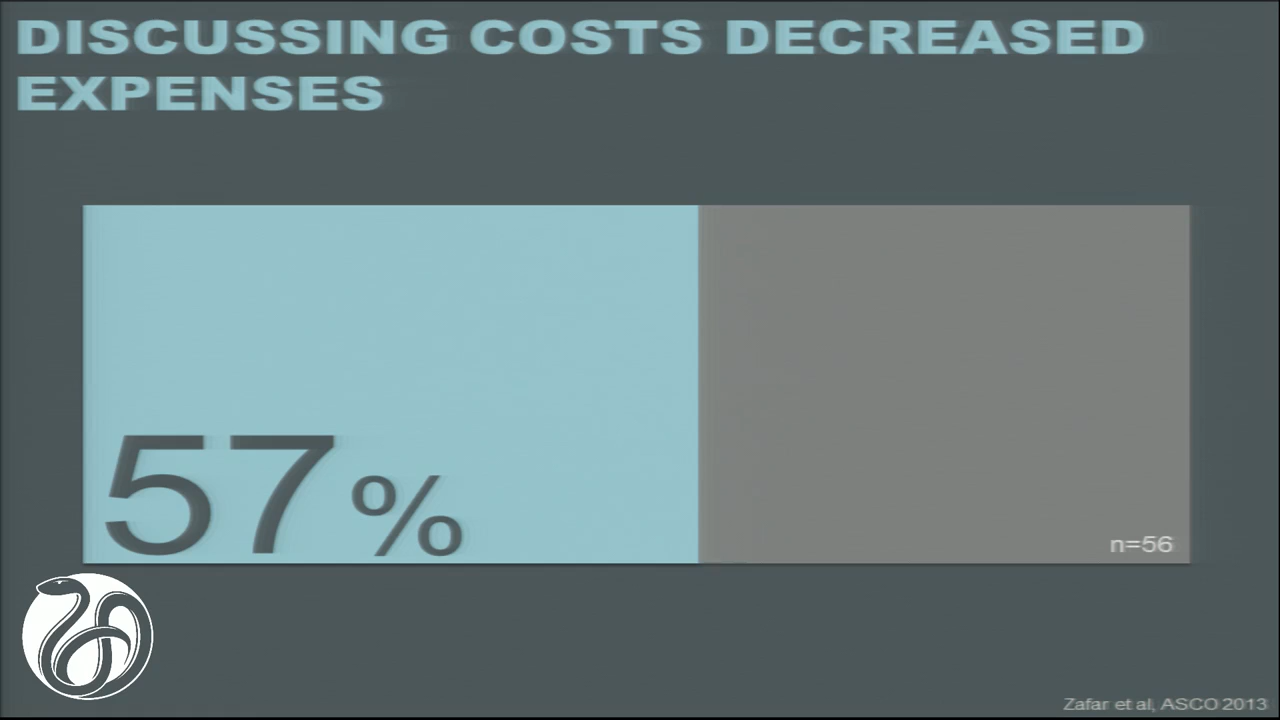 DISCUSSING COSTS DECREASED
EXPENSES
57%
n=56
Zafar et al, ASCO 2013